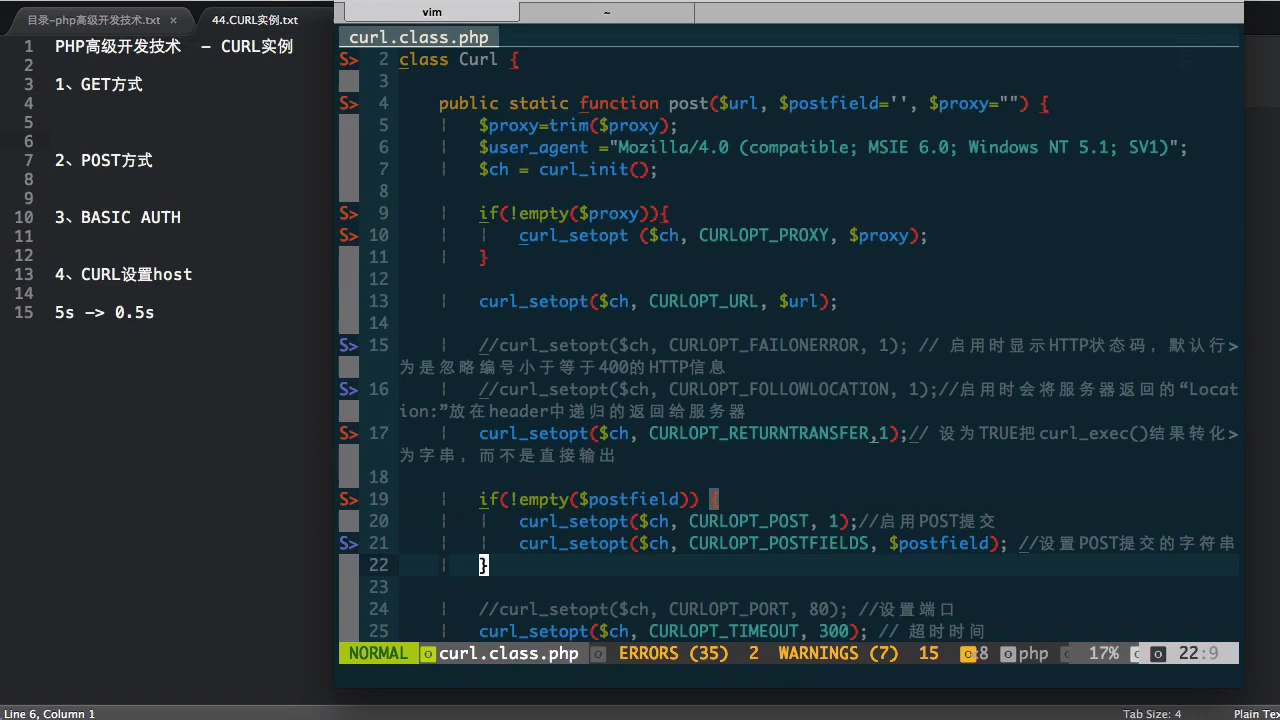 目录-php高级开发技术.txt ×
44.CURL实例.txt
1 PHP高级开发技术 - CURL实例
2
3 1、GET方式
4
5
6
7 2、POST方式
8
9
10 3、BASIC AUTH
11
12
13 4、CURL设置host
14
15 5s -> 0.5s
Line 6, Column 1
vim
~
curl.class.php
S> 2 class Curl {
3
S> 4 public static function post($url, $postfield='', $proxy="") {
5 $proxy=trim($proxy);
6 $user_agent ="Mozilla/4.0 (compatible; MSIE 6.0; Windows NT 5.1; SV1)";
7 $ch = curl_init();
8
S> 9 if(!empty($proxy)){
S> 10 curl_setopt ($ch, CURLOPT_PROXY, $proxy);
11 }
12
13 curl_setopt($ch, CURLOPT_URL, $url);
14
S> 15 //curl_setopt($ch, CURLOPT_FAILONERROR, 1); // 启用时显示HTTP状态码，默认行>
为是忽略编号小于等于400的HTTP信息
S> 16 //curl_setopt($ch, CURLOPT_FOLLOWLOCATION, 1);//启用时会将服务器返回的“Locat
ion:”放在header中递归的返回给服务器
S> 17 curl_setopt($ch, CURLOPT_RETURNTRANSFER,1);// 设为TRUE把curl_exec()结果转化>
为字串，而不是直接输出
18
S> 19 if(!empty($postfield)) {
20 curl_setopt($ch, CURLOPT_POST, 1);//启用POST提交
S> 21 curl_setopt($ch, CURLOPT_POSTFIELDS, $postfield); //设置POST提交的字符串
22 }
23
24 //curl_setopt($ch, CURLOPT_PORT, 80); //设置端口
25 curl_setopt($ch, CURLOPT_TIMEOUT, 300); // 超时时间
NORMAL curl.class.php ERRORS (35) 2 WARNINGS (7) 15 :8 php 17% 22:9
Tab Size: 4 Plain Tex